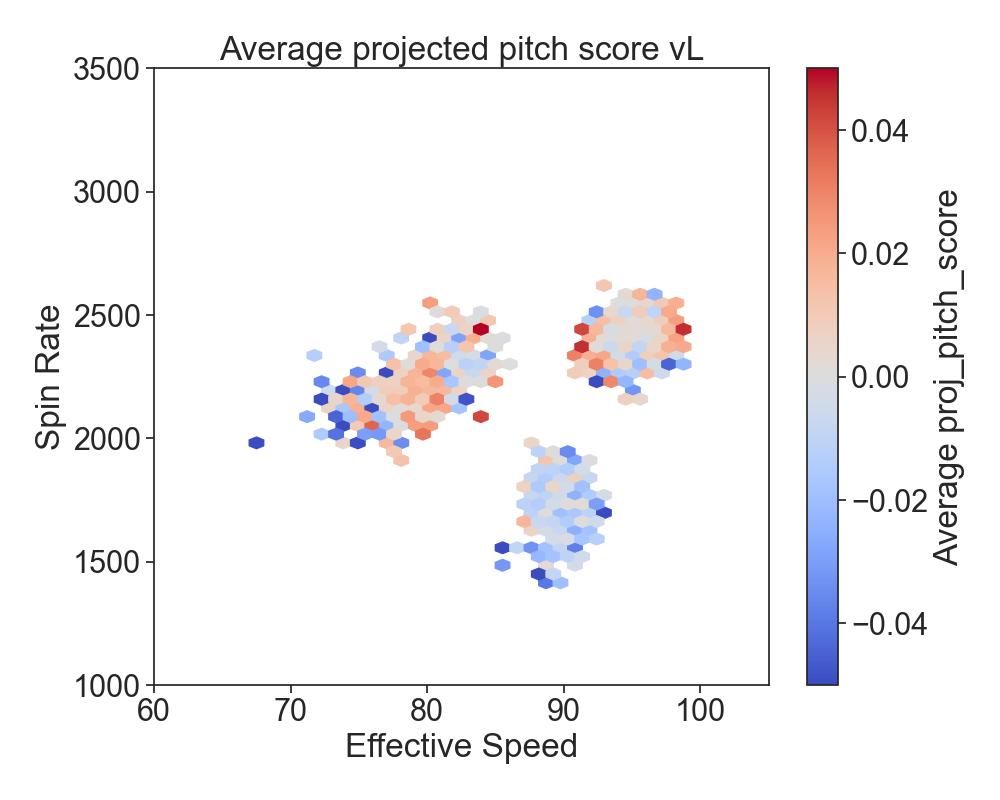 Average projected pitch score vL
3500
3000
2500
2000
1500
1000
Spin Rate
60 70 80 90 100
Effective Speed
0.04
0.02
0.00
−0.02
−0.04
Average proj_pitch_score